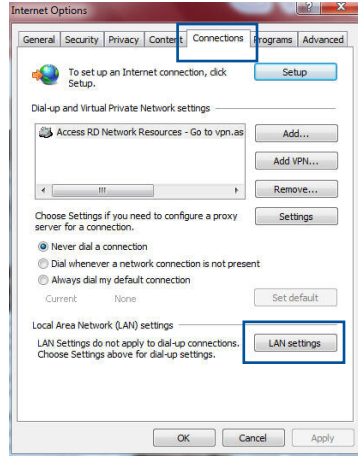 Internet Options
General Security Privacy Content Connections Programs Advanced
To set up an Internet connection, click
Setup.
Setup
Dial-up and Virtual Private Network settings
Access RD Network Resources - Go to vpn.as
Add...
Add VPN...
Remove...
Choose Settings if you need to configure a proxy
server for a connection.
Settings
Never dial a connection
Dial whenever a network connection is not present
Always dial my default connection
Current None
Set default
Local Area Network (LAN) settings
LAN Settings do not apply to dial-up connections.
Choose Settings above for dial-up settings.
LAN settings
OK Cancel Apply